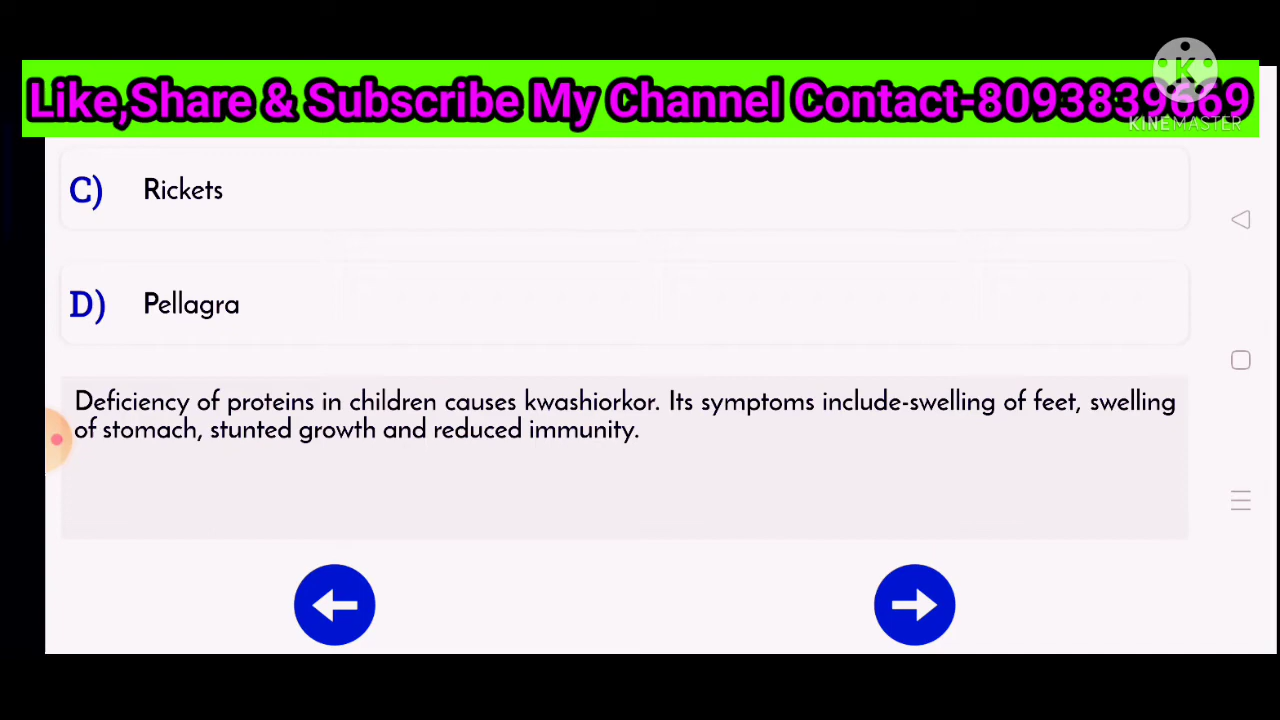 Like,Share & Subscribe My Channel Contact-8093839669
K
KINEMASTER
C) Rickets
D) Pellagra
Deficiency of proteins in children causes kwashiorkor. Its symptoms include-swelling of feet, swelling
of stomach, stunted growth and reduced immunity.